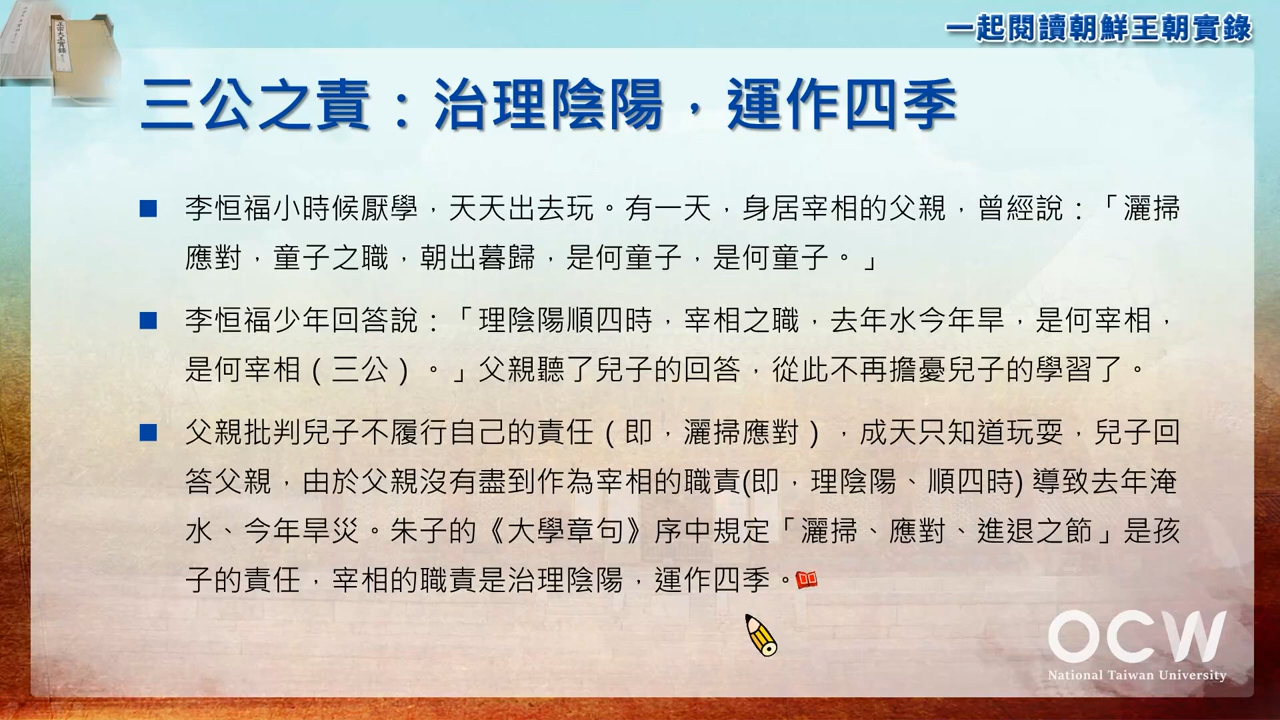 一起閱讀朝鮮王朝實錄
三公之責：治理陰陽，運作四季
李恒福小時候厭學，天天出去玩。有一天，身居宰相的父親，曾經說：「灑掃
應對，童子之職，朝出暮歸，是何童子，是何童子。」
李恒福少年回答說：「理陰陽順四時，宰相之職，去年水今年旱，是何宰相，
是何宰相（三公）。」父親聽了兒子的回答，從此不再擔憂兒子的學習了。
父親批判兒子不履行自己的責任（即，灑掃應對），成天只知道玩耍，兒子回
答父親，由於父親沒有盡到作為宰相的職責(即，理陰陽、順四時) 導致去年淹
水、今年旱災。朱子的《大學章句》序中規定「灑掃、應對、進退之節」是孩
子的責任，宰相的職責是治理陰陽，運作四季。
OCW
National Taiwan University